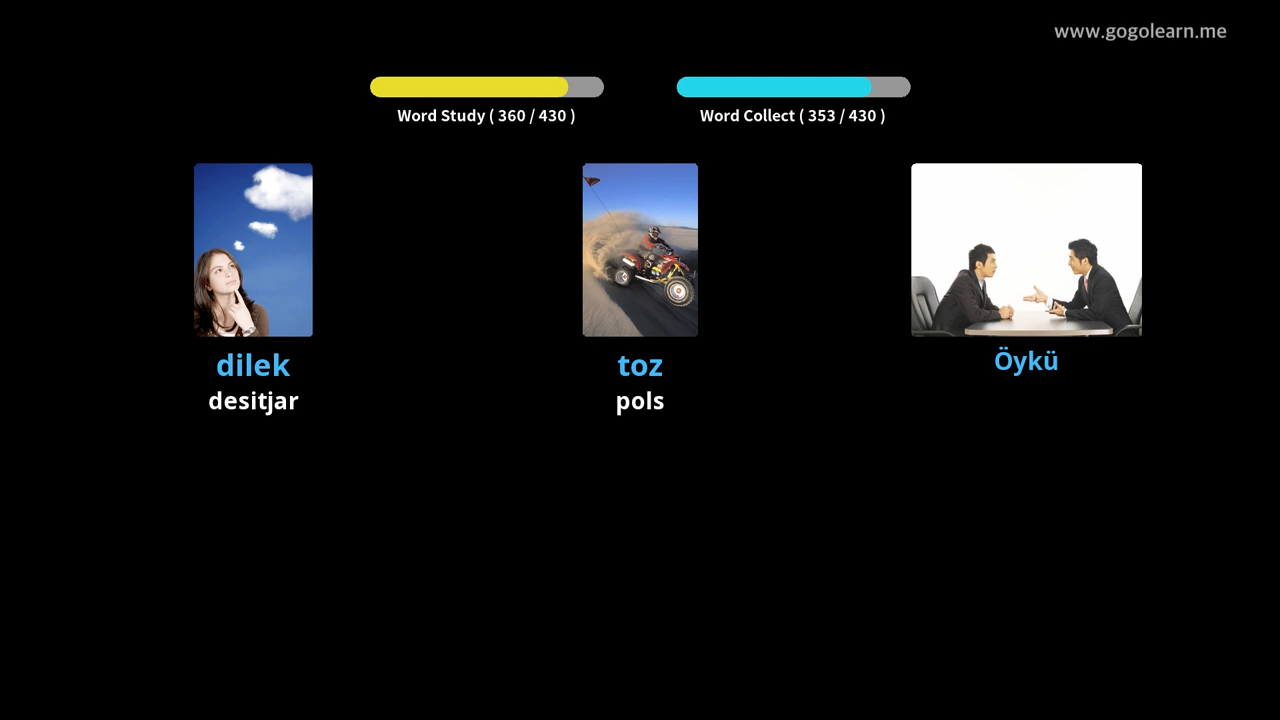 www.gogolearn.me
Word Study ( 360 / 430 )
Word Collect ( 353 / 430 )
dilek
desitjar
toz
pols
Öykü